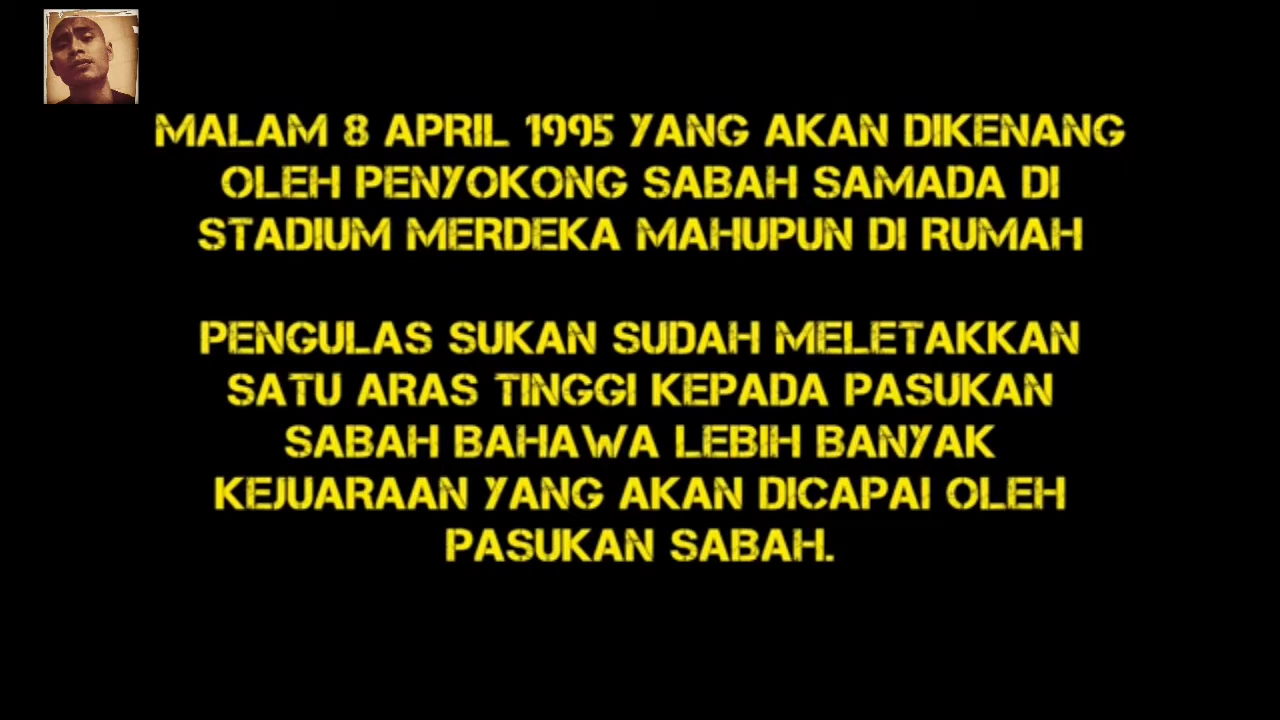 MALAM 8 APRIL 1995 YANG AKAN DIKENANG
OLEH PENYOKONG SABAH SAMADA DI
STADIUM MERDEKA MAHUPUN DI RUMAH
PENGULAS SUKAN SUDAH MELETAKKAN
SATU ARAS TINGGI KEPADA PASUKAN
SABAH BAHAWA LEBIH BANYAK
KEJUARAAN YANG AKAN DICAPAI OLEH
PASUKAN SABAH.